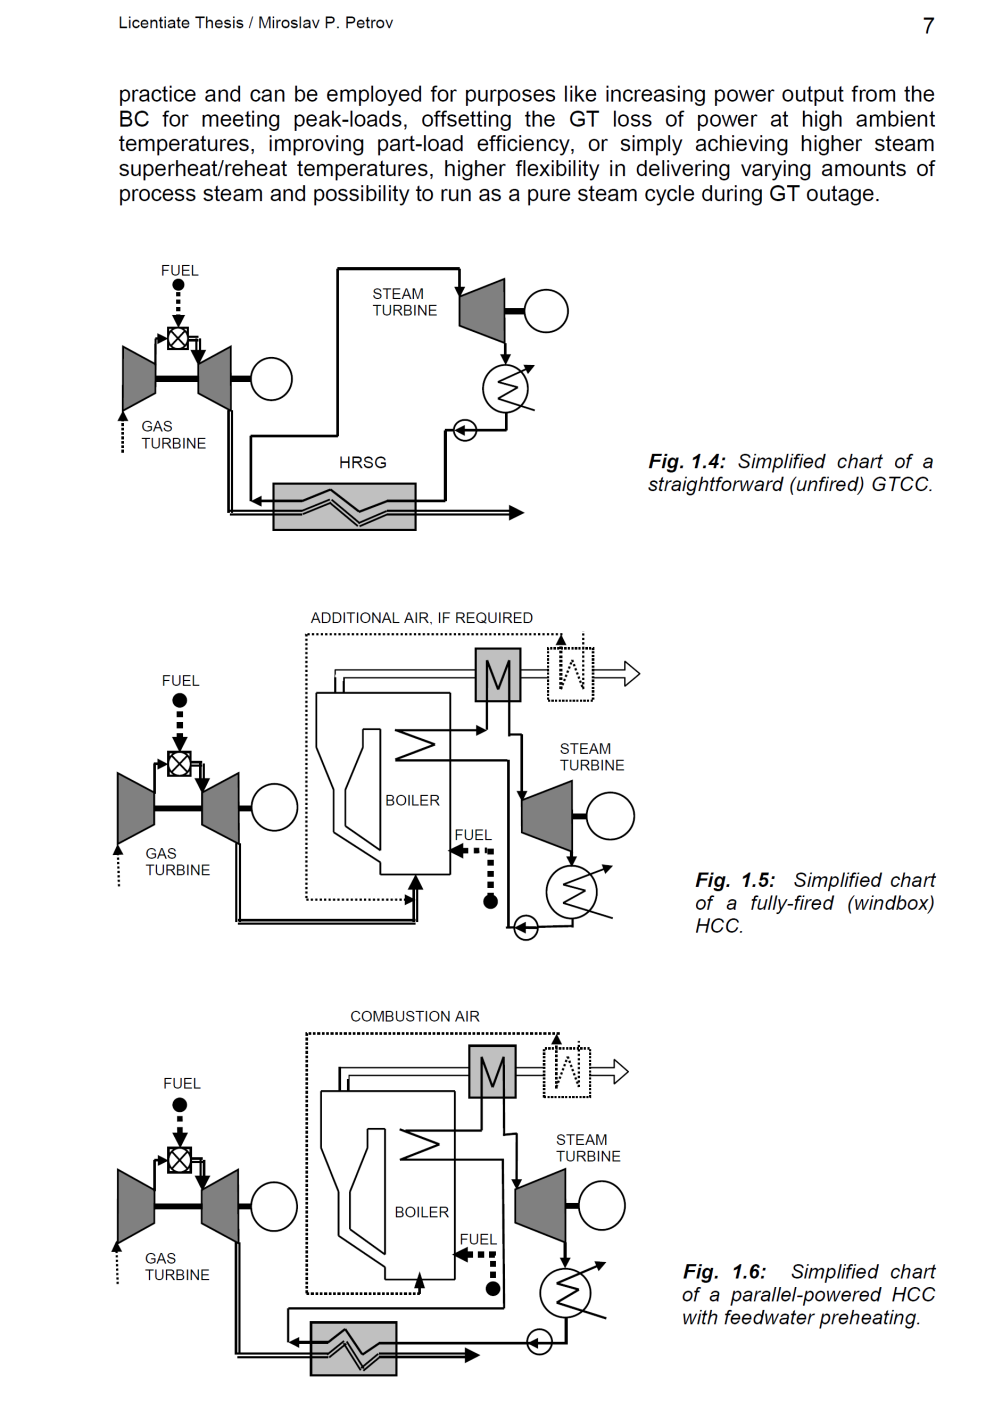 Licentiate Thesis / Miroslav P. Petrov
7
practice and can be employed for purposes like increasing power output from the
BC for meeting peak-loads, offsetting the GT loss of power at high ambient
temperatures, improving part-load efficiency, or simply achieving higher steam
superheat/reheat temperatures, higher flexibility in delivering varying amounts of
process steam and possibility to run as a pure steam cycle during GT outage.
FUEL
STEAM
TURBINE
GAS
TURBINE
HRSG
Fig. 1.4: Simplified chart of a
straightforward (unfired) GTCC.
ADDITIONAL AIR, IF REQUIRED
FUEL
STEAM
TURBINE
BOILER
FUEL
GAS
TURBINE
Fig. 1.5: Simplified chart
of a fully-fired (windbox)
HCC.
COMBUSTION AIR
FUEL
STEAM
TURBINE
BOILER
FUEL
GAS
TURBINE
Fig. 1.6: Simplified chart
of a parallel-powered HCC
with feedwater preheating.